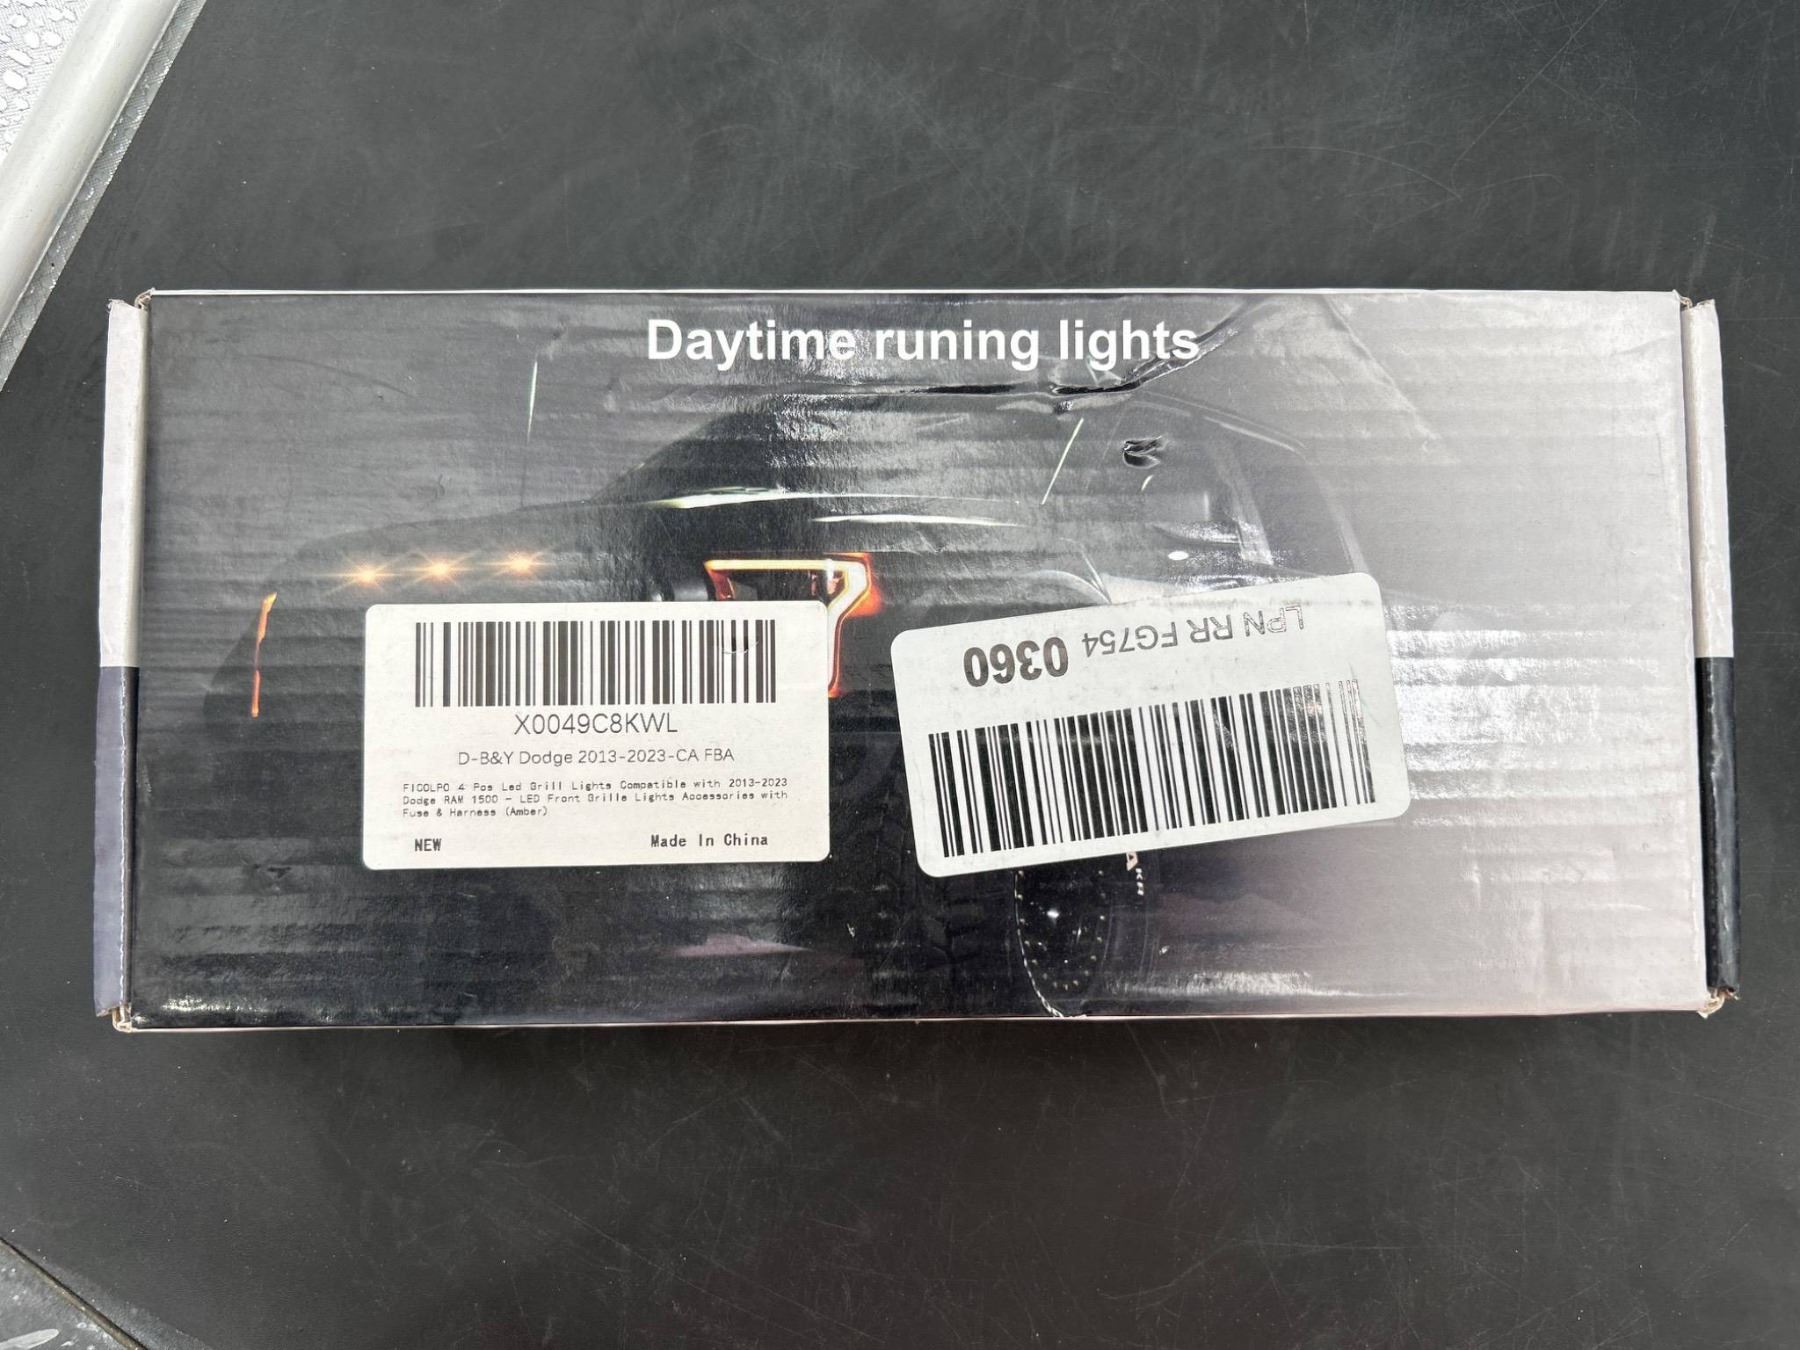 Daytime runing lights
X0049C8KWL
D-B&Y Dodge 2013-2023-CA FBA
FICOLPO 4 Pcs Led Grill Lights Compatible with 2013-2023
Dodge RAM 1500 - LED Front Grille Lights Accessories with
Fuse & Harness (Amber)
NEW
Made In China
LPN RR FG754 0360